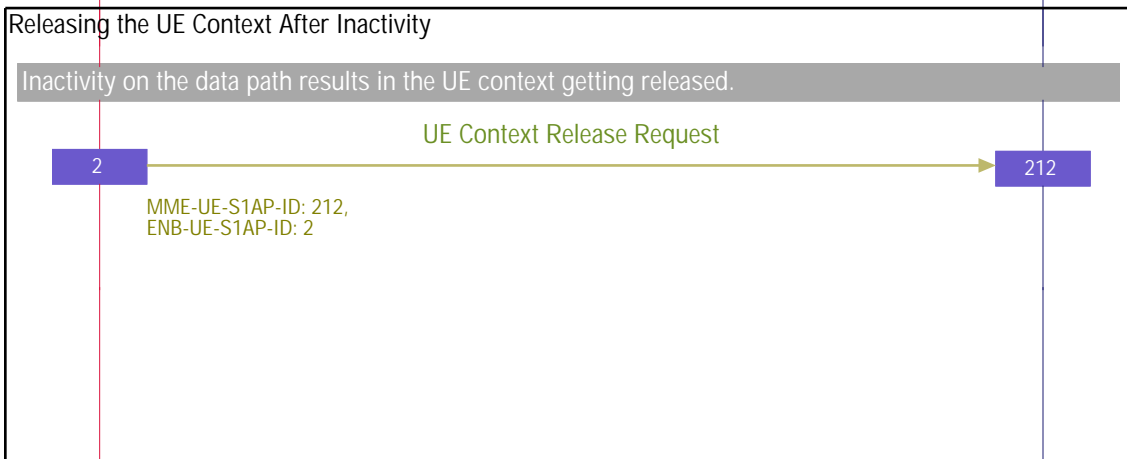 Releasing the UE Context After Inactivity
Inactivity on the data path results in the UE context getting released.
UE Context Release Request
2
212
MME-UE-S1AP-ID: 212,
ENB-UE-S1AP-ID: 2